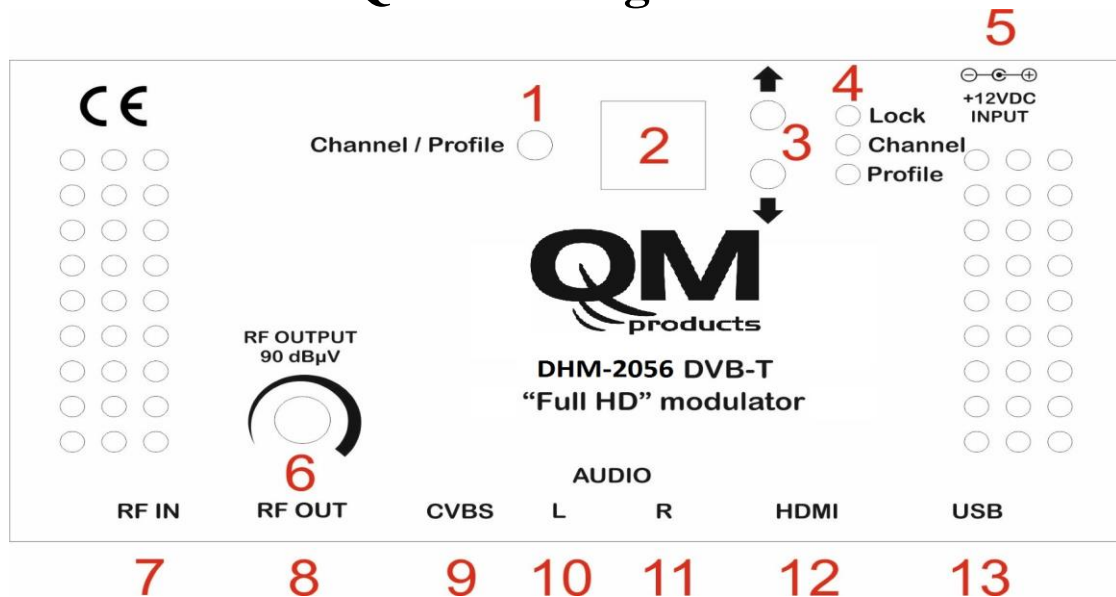 5
CE
1
4
+12VDC
INPUT
Lock
Channel / Profile
2
3
Channel
Profile
QM
products
RF OUTPUT
90 dBµV
DHM-2056 DVB-T
“Full HD” modulator
6
AUDIO
RF IN
RF OUT
CVBS
L
R
HDMI
USB
7
8
9
10
11
12
13